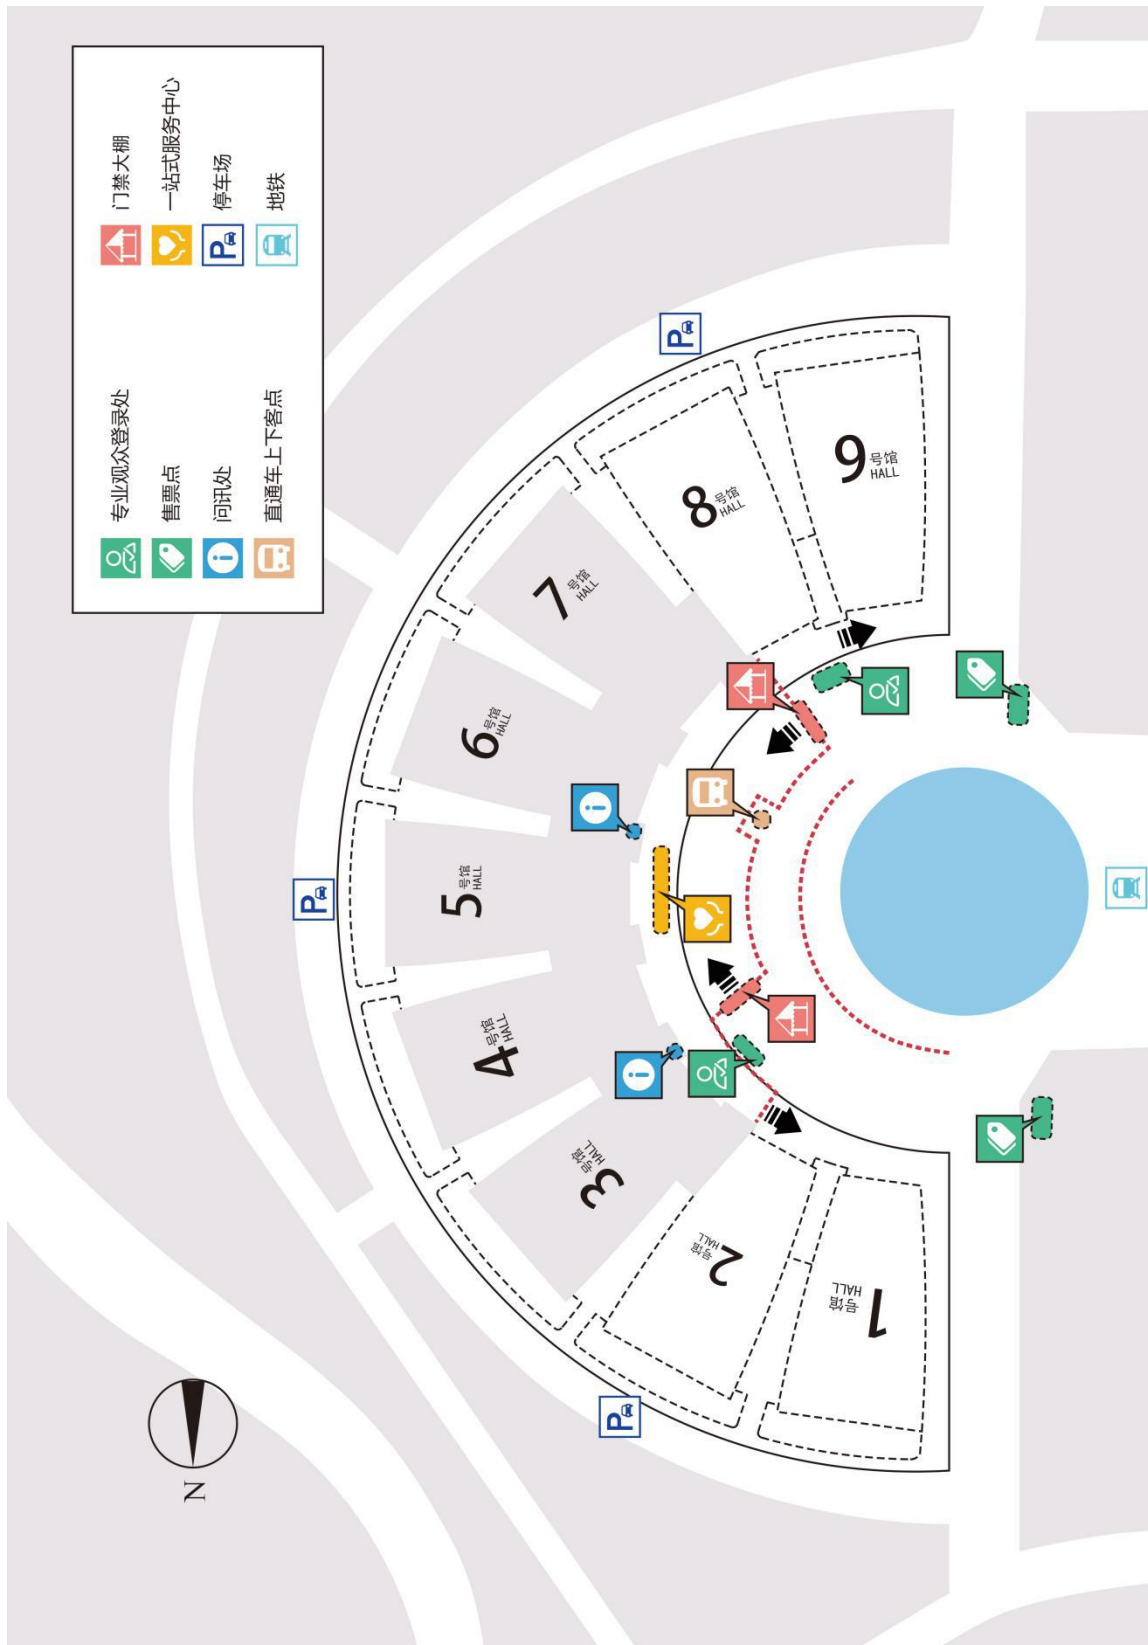 专业观众登录处
售票点
问讯处
直通车上下客点
门禁大棚
一站式服务中心
停车场
地铁
P
P
P
P
1
号馆
HALL
2
号馆
HALL
3
号馆
HALL
4
号馆
HALL
5
号馆
HALL
6
号馆
HALL
7
号馆
HALL
8
号馆
HALL
9
号馆
HALL
i
i
i
N